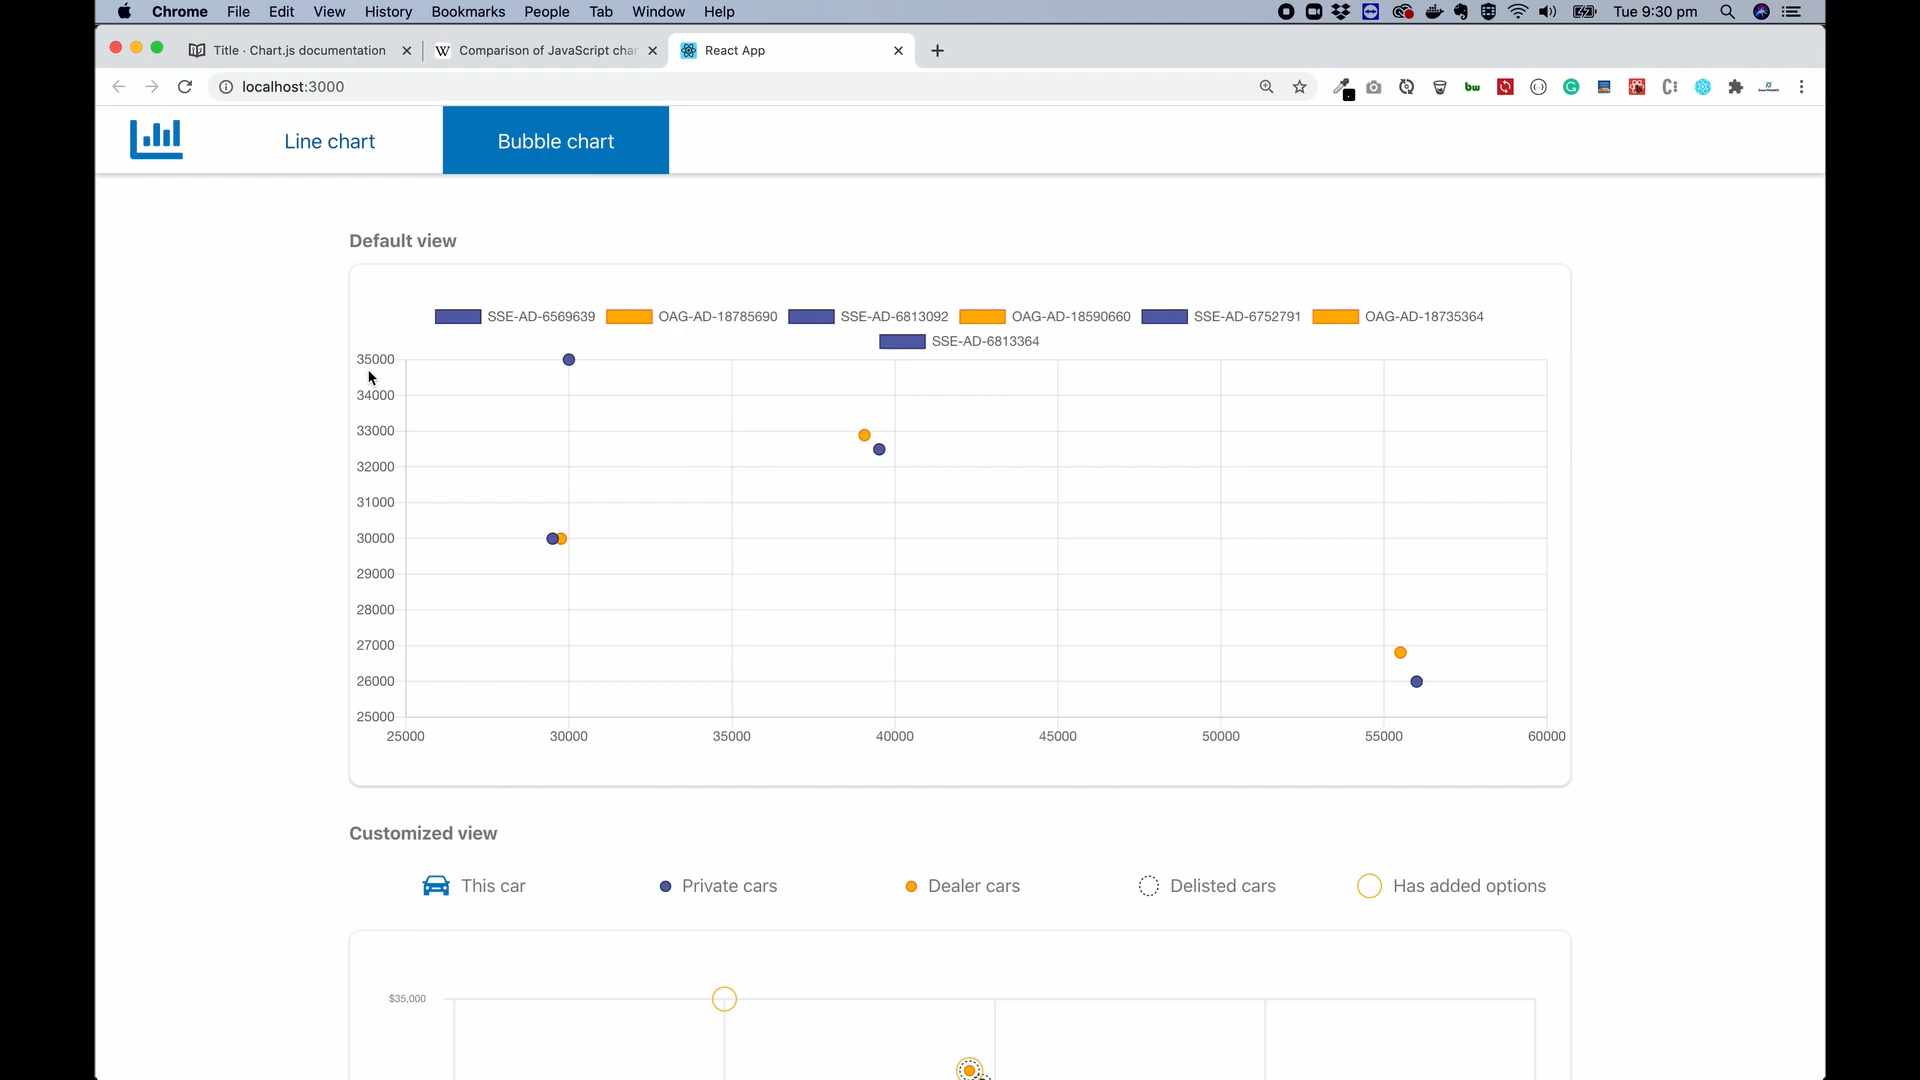 Chrome File Edit View History Bookmarks People Tab Window Help Tue 9:30 pm
Title · Chart.js documentation Comparison of JavaScript char React App
localhost:3000
Line chart Bubble chart
Default view
SSE-AD-6569639 OAG-AD-18785690 SSE-AD-6813092 OAG-AD-18590660 SSE-AD-6752791 OAG-AD-18735364
SSE-AD-6813364
35000
34000
33000
32000
31000
30000
29000
28000
27000
26000
25000
25000 30000 35000 40000 45000 50000 55000 60000
Customized view
This car Private cars Dealer cars Delisted cars Has added options
$35,000